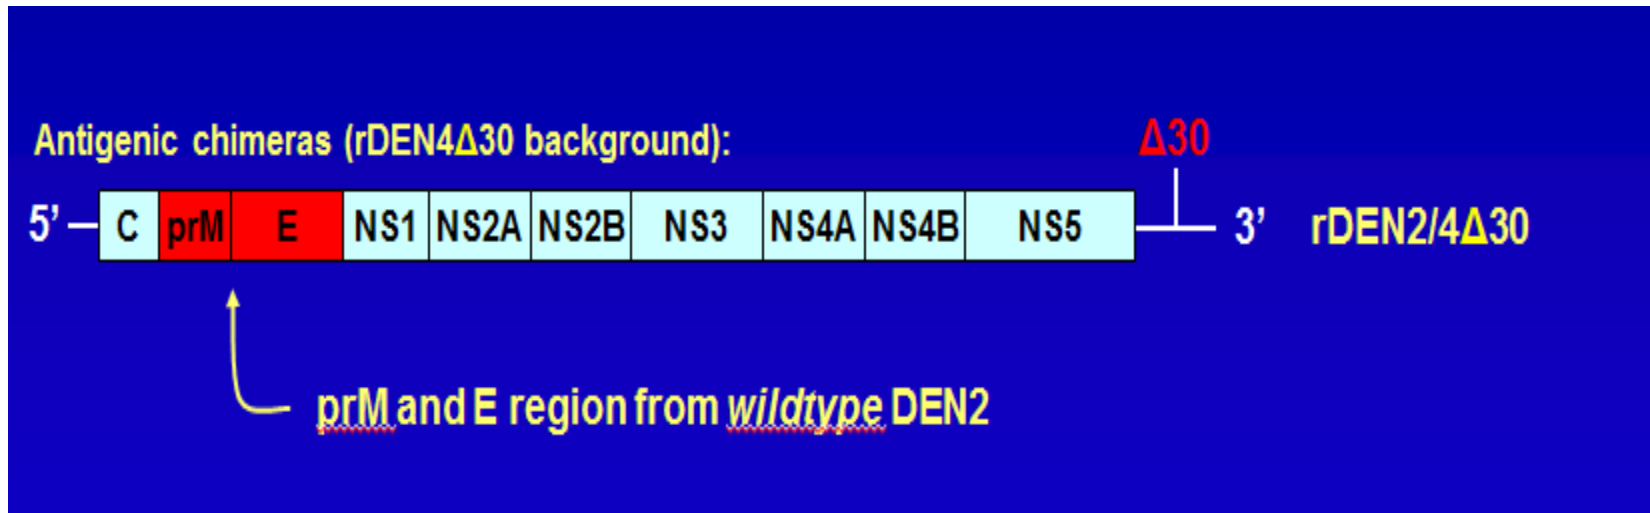 Antigenic chimeras (rDEN4Δ30 background):
Δ30
5’ C prM E NS1 NS2A NS2B NS3 NS4A NS4B NS5 3’ rDEN2/4Δ30
prM and E region from wildtype DEN2